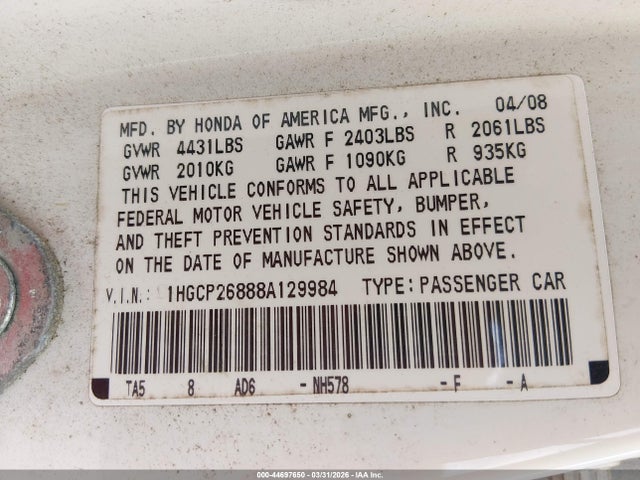 MFD. BY HONDA OF AMERICA MFG., INC. 04/08
GVWR 4431LBS GAWR F 2403LBS R 2061LBS
GVWR 2010KG GAWR F 1090KG R 935KG
THIS VEHICLE CONFORMS TO ALL APPLICABLE
FEDERAL MOTOR VEHICLE SAFETY, BUMPER,
AND THEFT PREVENTION STANDARDS IN EFFECT
ON THE DATE OF MANUFACTURE SHOWN ABOVE.
V.I.N.: 1HGCP26888A129984 TYPE: PASSENGER CAR
TA5 8 AD6 - NH578 - F - A
000-44697650 - 03/31/2026 - IAAI.COM